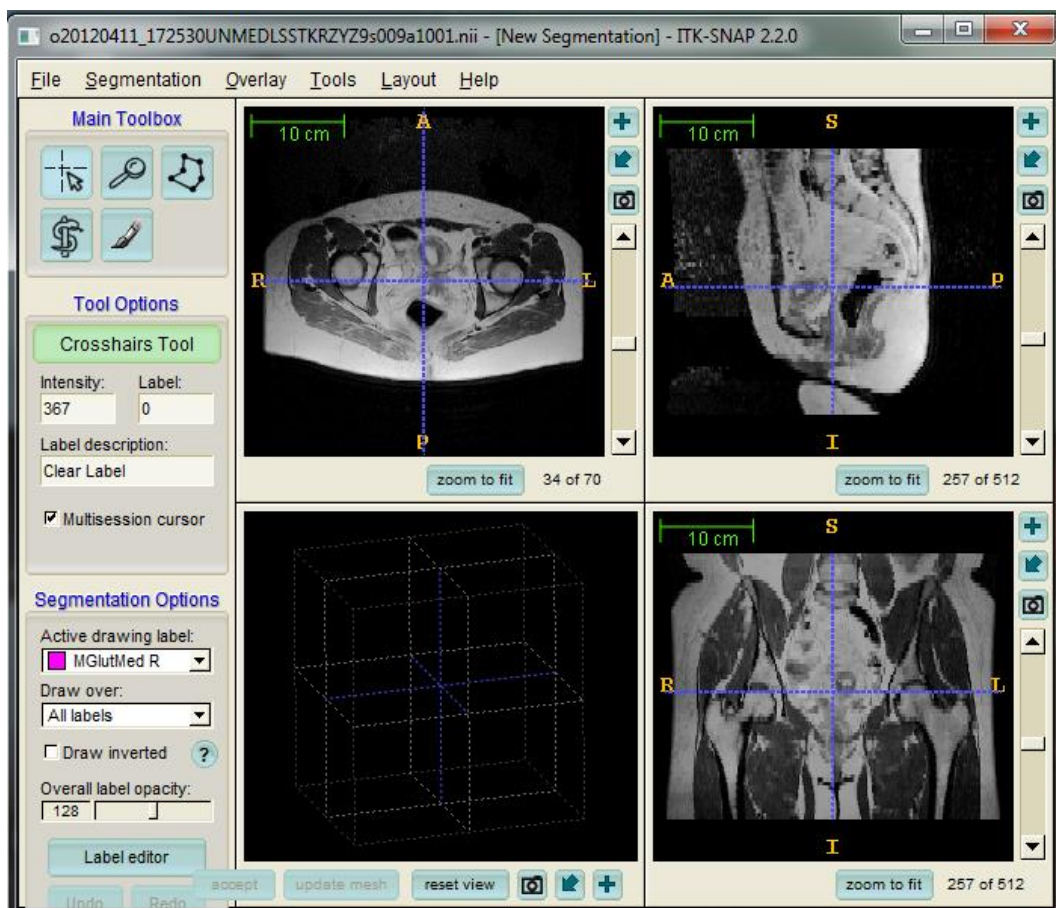 o20120411_172530UNMEDLSSTKRZYZ9s009a1001.nii - [New Segmentation] - ITK-SNAP 2.2.0
File Segmentation Overlay Tools Layout Help
Main Toolbox
Tool Options
Crosshairs Tool
Intensity: Label:
367 0
Label description:
Clear Label
Multisession cursor
Segmentation Options
Active drawing label:
MGlutMed R
Draw over:
All labels
Draw inverted ?
Overall label opacity:
128
Label editor
Undo Redo
10 cm
A
R L
P
zoom to fit 34 of 70
S
A P
I
zoom to fit 257 of 512
accept update mesh reset view
10 cm
S
R L
I
zoom to fit 257 of 512